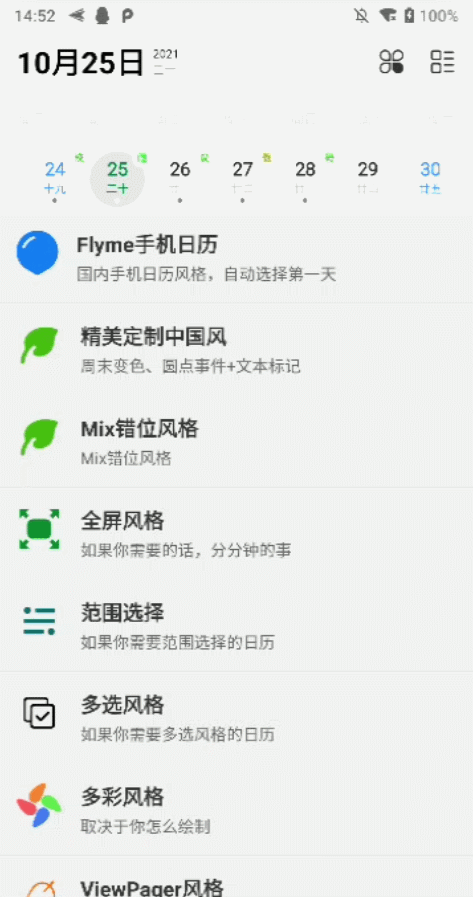 14:52 100%
10月25日 2021
24 25 26 27 28 29 30
十九 二十 廿五
Flyme手机日历
国内手机日历风格，自动选择第一天
精美定制中国风
周末变色、圆点事件+文本标记
Mix错位风格
Mix错位风格
全屏风格
如果你需要的话，分分钟的事
范围选择
如果你需要范围选择的日历
多选风格
如果你需要多选风格的日历
多彩风格
取决于你怎么绘制
ViewPager风格